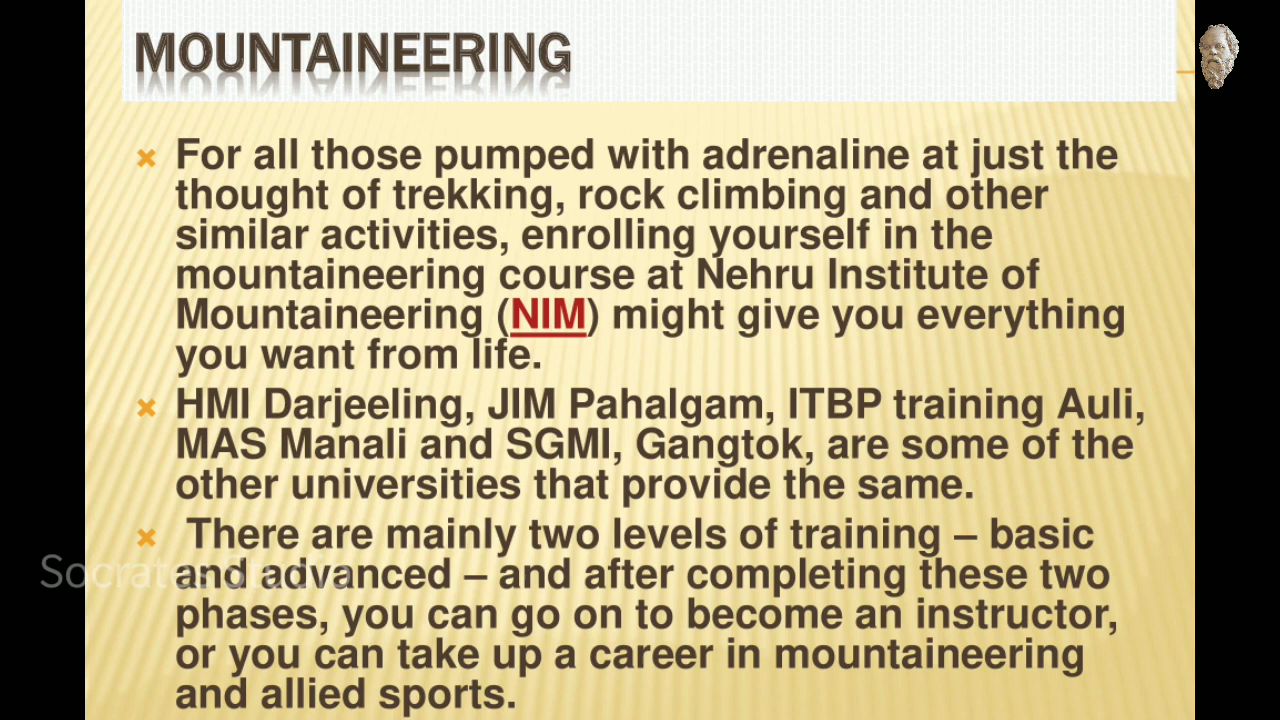 MOUNTAINEERING
For all those pumped with adrenaline at just the
thought of trekking, rock climbing and other
similar activities, enrolling yourself in the
mountaineering course at Nehru Institute of
Mountaineering (NIM) might give you everything
you want from life.
HMI Darjeeling, JIM Pahalgam, ITBP training Auli,
MAS Manali and SGMI, Gangtok, are some of the
other universities that provide the same.
There are mainly two levels of training – basic
and advanced – and after completing these two
phases, you can go on to become an instructor,
or you can take up a career in mountaineering
and allied sports.